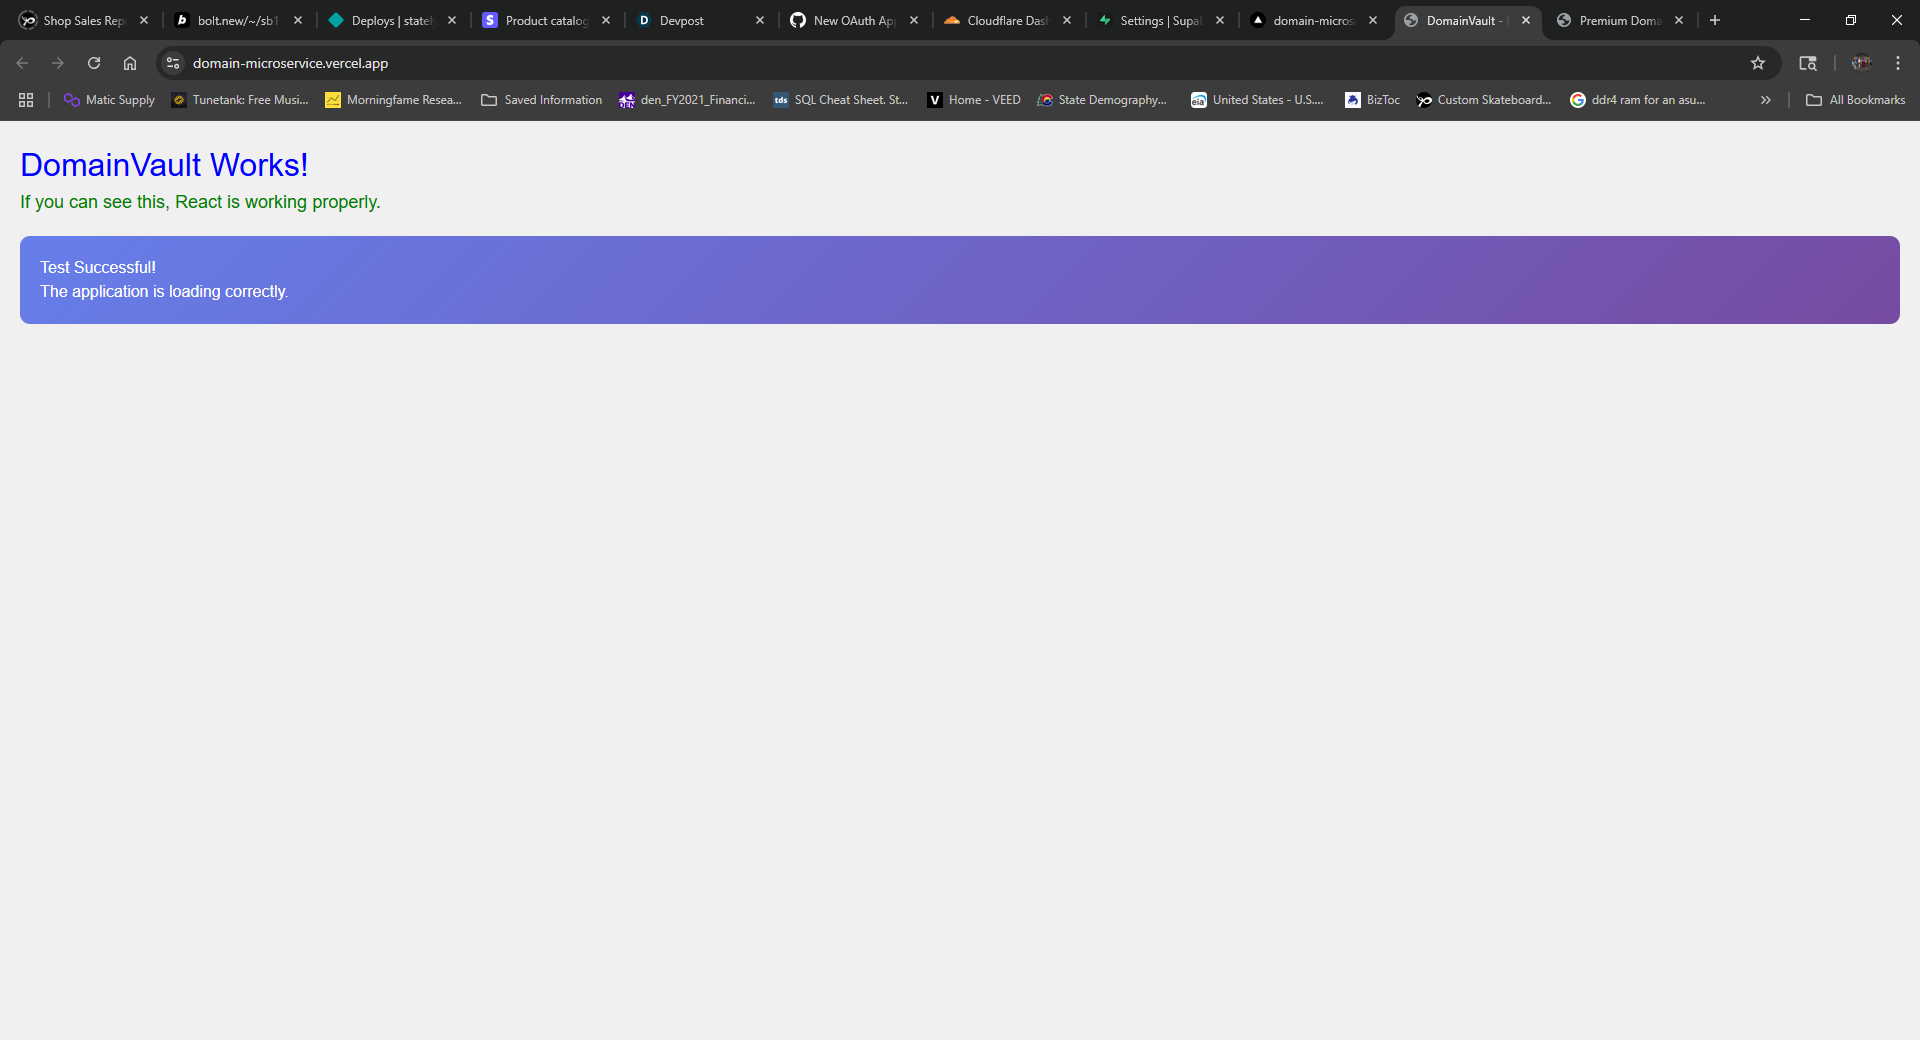 Shop Sales Rep
bolt.new/~/sb1
Deploys | stateh
Product catalog
Devpost
New OAuth App
Cloudflare Dash
Settings | Supa
domain-micros
DomainVault -
Premium Doma
domain-microservice.vercel.app
Matic Supply
Tunetank: Free Musi...
Morningfame Resea...
Saved Information
den_FY2021_Financi...
SQL Cheat Sheet. St...
Home - VEED
State Demography...
United States - U.S....
BizToc
Custom Skateboard...
ddr4 ram for an asu...
All Bookmarks
DomainVault Works!
If you can see this, React is working properly.
Test Successful!
The application is loading correctly.